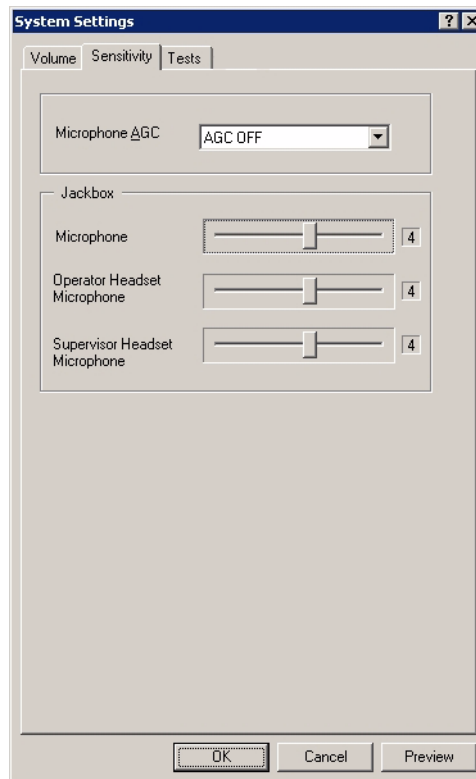 System Settings
Volume Sensitivity Tests
Microphone AGC AGC OFF
Jackbox
Microphone 4
Operator Headset
Microphone 4
Supervisor Headset
Microphone 4
OK Cancel Preview